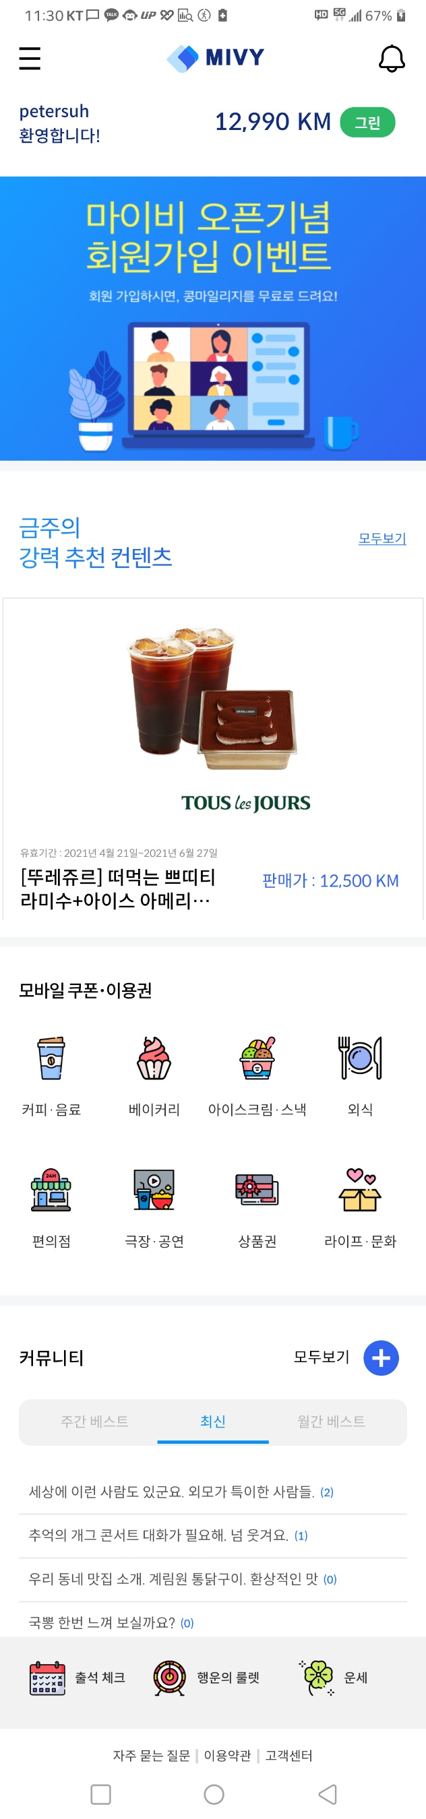 11:30 KT TALK UP HD 5G 67%
MIVY
petersuh
환영합니다!
12,990 KM 그린
마이비 오픈기념
회원가입 이벤트
회원 가입하시면, 콩마일리지를 무료로 드려요!
금주의
강력 추천 컨텐츠
모두보기
TOUS les JOURS
유효기간 : 2021년 4월 21일~2021년 6월 27일
[뚜레쥬르] 떠먹는 쁘띠티
라미수+아이스 아메리…
판매가 : 12,500 KM
모바일 쿠폰·이용권
커피·음료 베이커리 아이스크림·스낵 외식
24H
편의점 극장·공연 상품권 라이프·문화
커뮤니티 모두보기
주간 베스트 최신 월간 베스트
세상에 이런 사람도 있군요. 외모가 특이한 사람들. (2)
추억의 개그 콘서트 대화가 필요해. 넘 웃겨요. (1)
우리 동네 맛집 소개. 계림원 통닭구이. 환상적인 맛 (0)
국뽕 한번 느껴 보실까요? (0)
출석 체크 행운의 룰렛 운세
자주 묻는 질문 | 이용약관 | 고객센터